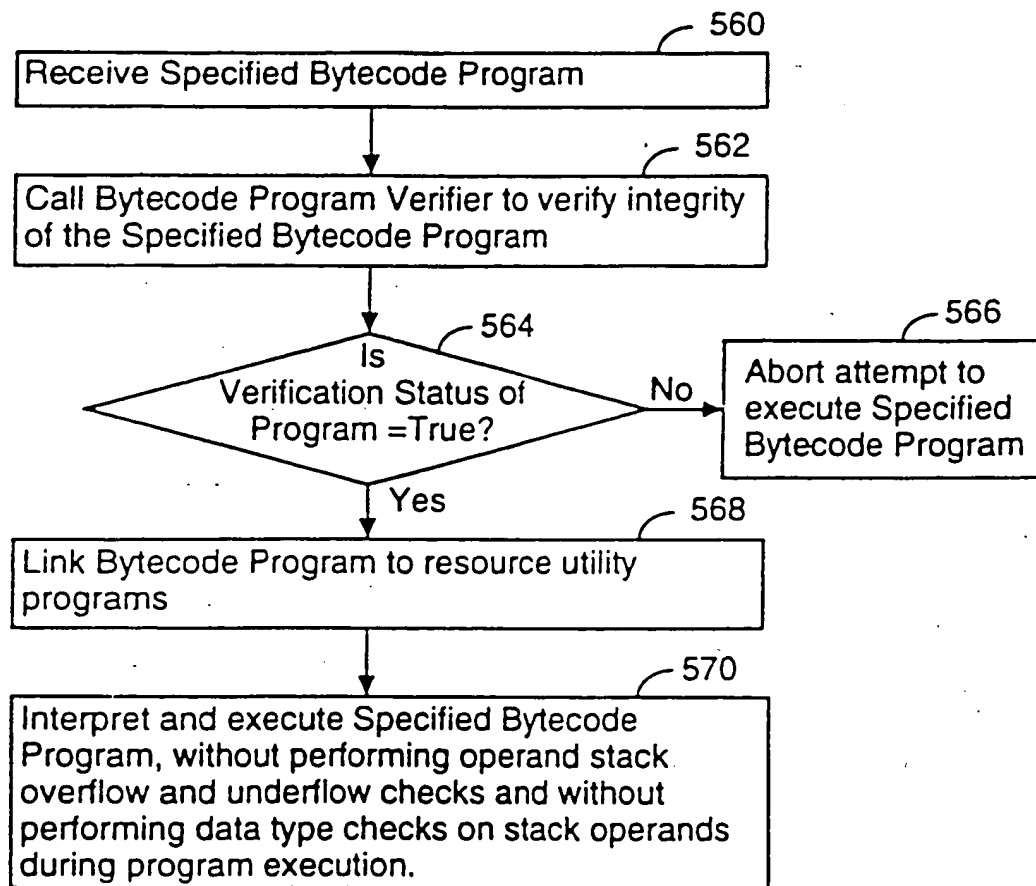 560
Receive Specified Bytecode Program
562
Call Bytecode Program Verifier to verify integrity
of the Specified Bytecode Program
564
Is
Verification Status of
Program =True?
No
566
Abort attempt to
execute Specified
Bytecode Program
Yes
568
Link Bytecode Program to resource utility
programs
570
Interpret and execute Specified Bytecode
Program, without performing operand stack
overflow and underflow checks and without
performing data type checks on stack operands
during program execution.